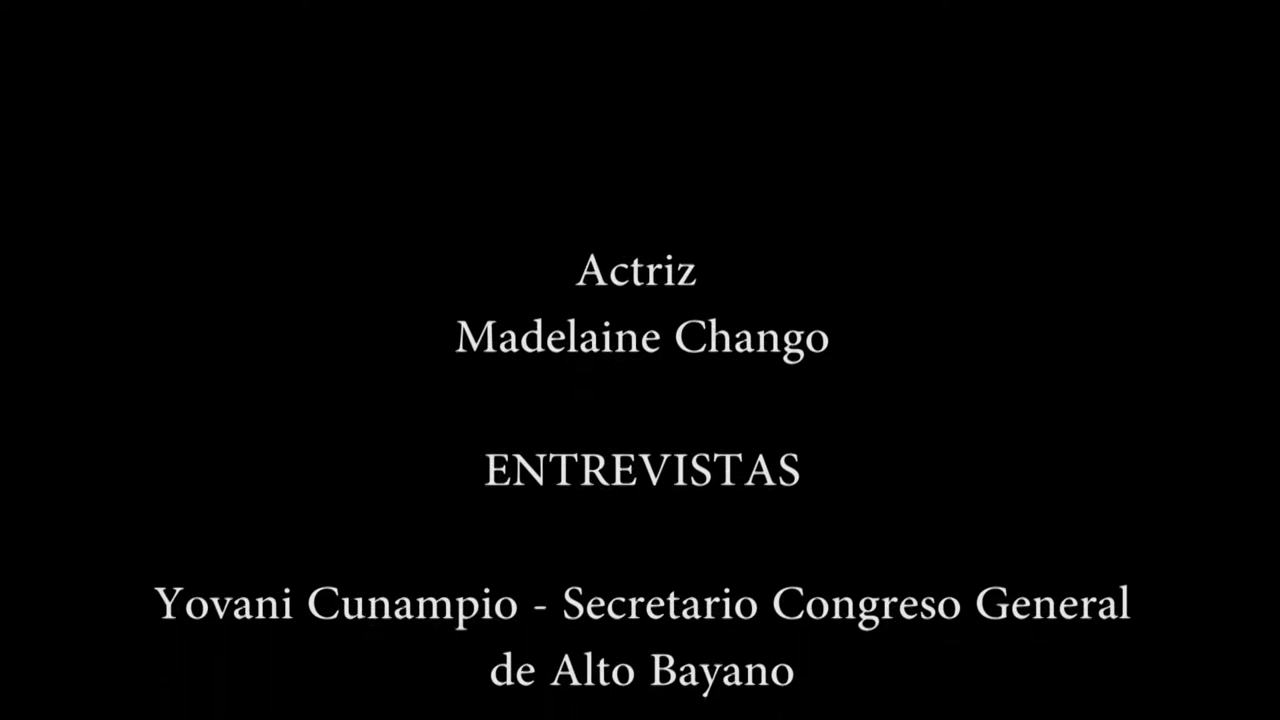 Actriz
Madelaine Chango
ENTREVISTAS
Yovani Cunampio - Secretario Congreso General
de Alto Bayano